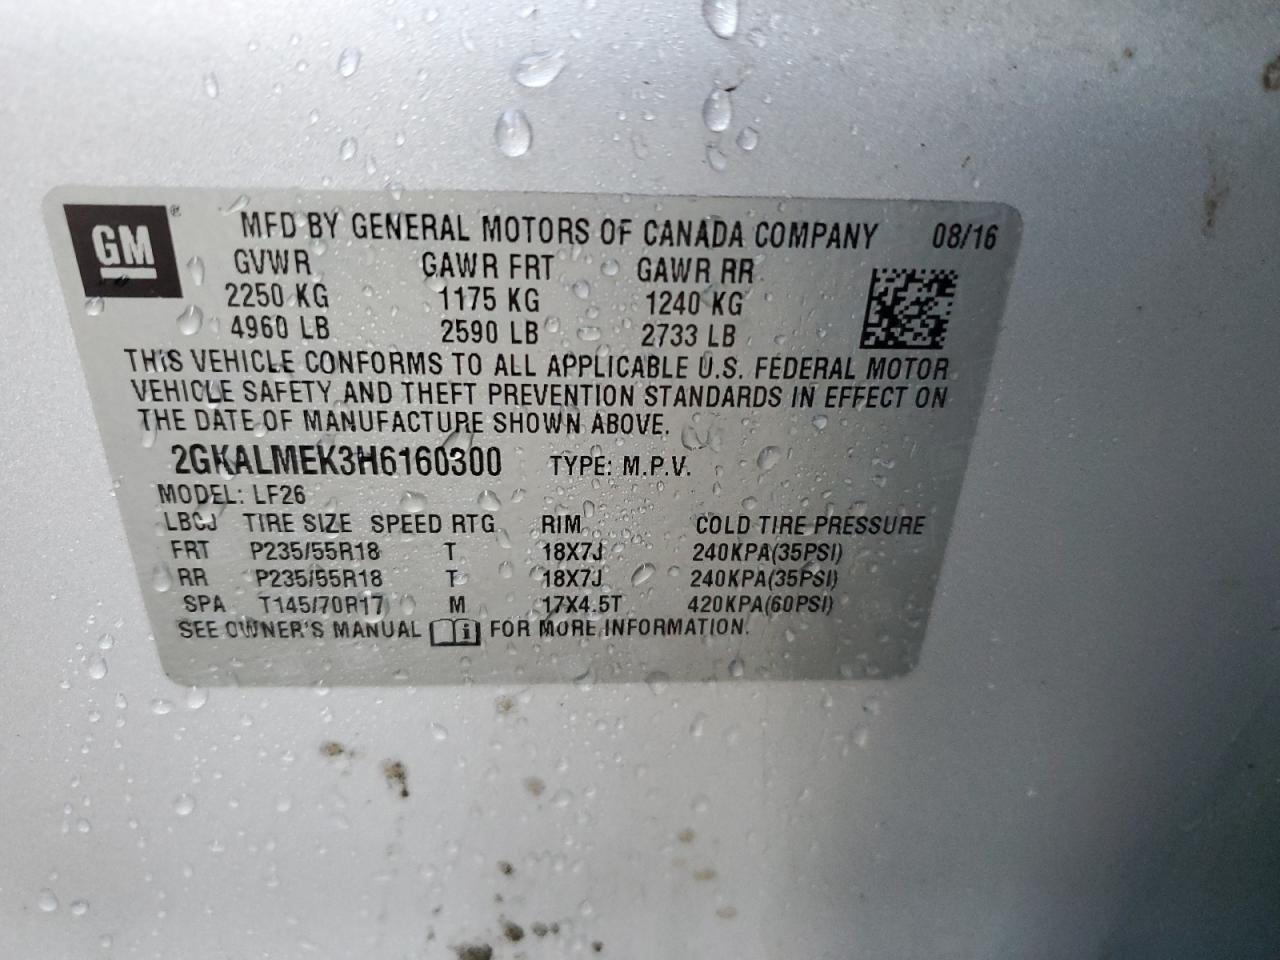 GM ® MFD BY GENERAL MOTORS OF CANADA COMPANY 08/16
GVWR GAWR FRT GAWR RR
2250 KG 1175 KG 1240 KG
4960 LB 2590 LB 2733 LB
THIS VEHICLE CONFORMS TO ALL APPLICABLE U.S. FEDERAL MOTOR
VEHICLE SAFETY AND THEFT PREVENTION STANDARDS IN EFFECT ON
THE DATE OF MANUFACTURE SHOWN ABOVE.
2GKALMEK3H6160300 TYPE: M.P.V.
MODEL: LF26
LBCJ TIRE SIZE SPEED RTG RIM COLD TIRE PRESSURE
FRT P235/55R18 T 18X7J 240KPA(35PSI)
RR P235/55R18 T 18X7J 240KPA(35PSI)
SPA T145/70R17 M 17X4.5T 420KPA(60PSI)
SEE OWNER'S MANUAL i FOR MORE INFORMATION.